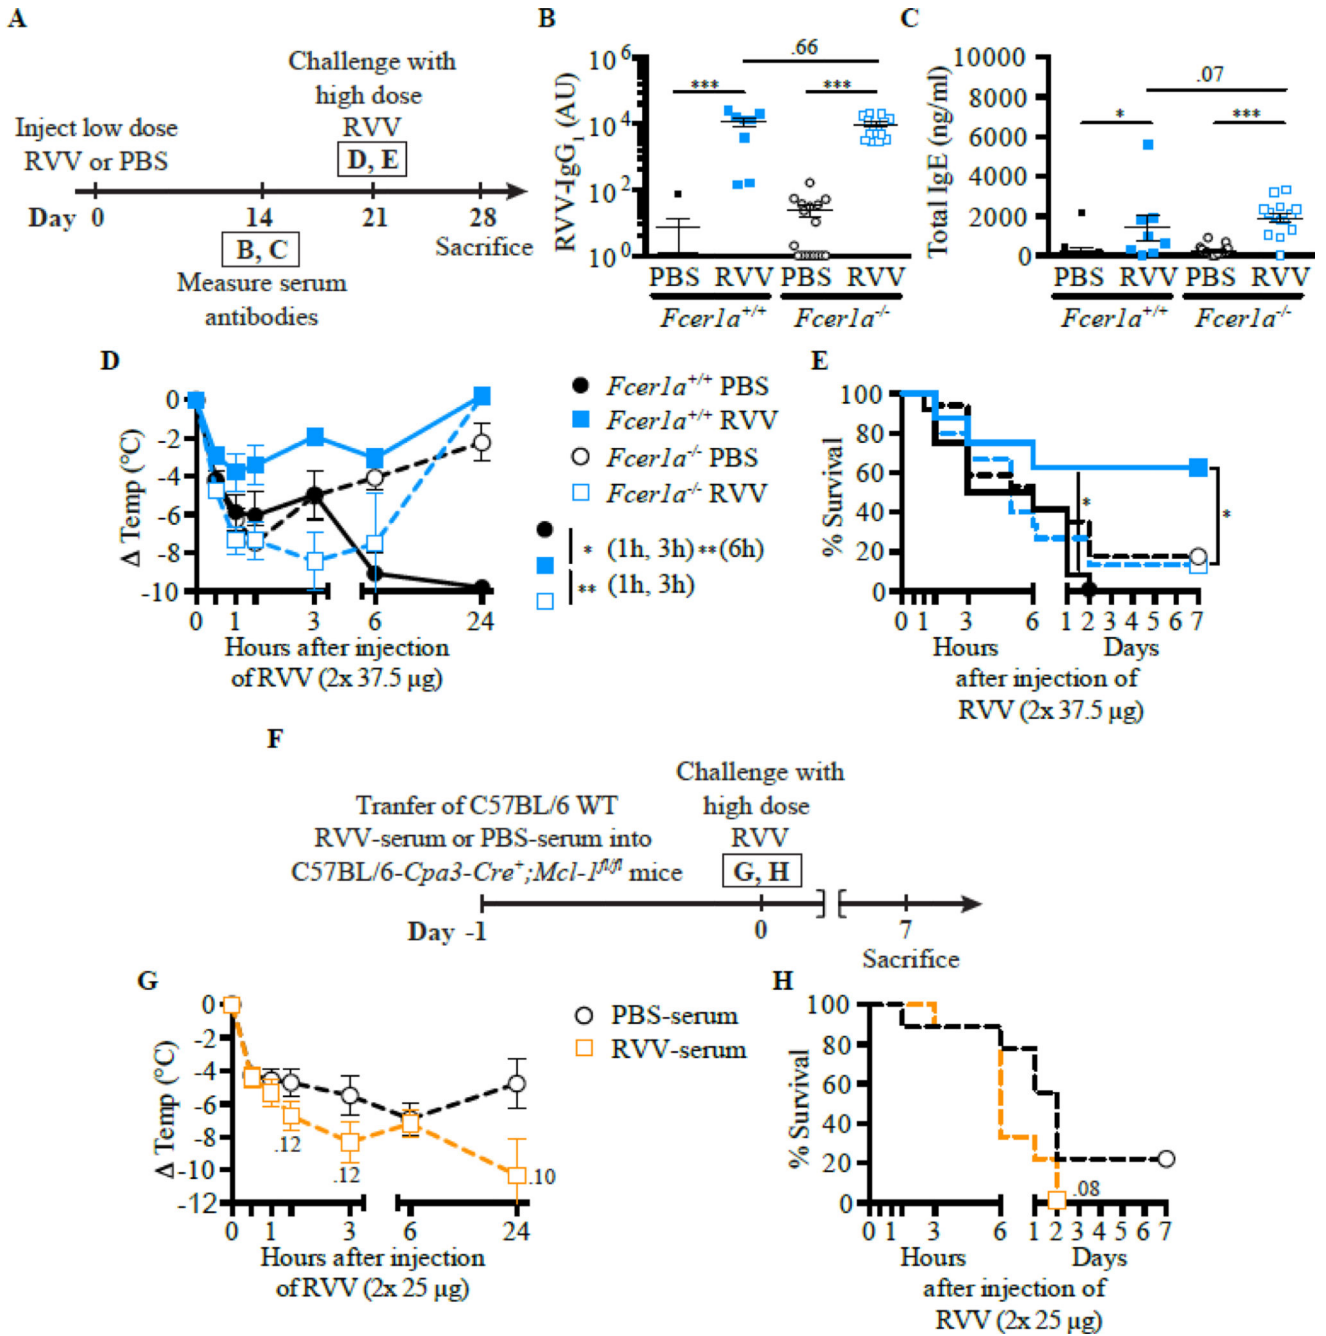 A
Inject low dose
RVV or PBS
Challenge with
high dose
RVV
D, E
Day 0 14 21 28
B, C
Measure serum
antibodies
Sacrifice
B
RVV-IgG1 (AU)
10^6
10^4
10^2
10^0
.66
*** ***
PBS RVV PBS RVV
Fcer1a+/+ Fcer1a-/-
C
Total IgE (ng/ml)
10000
8000
6000
4000
2000
0
.07
* ***
PBS RVV PBS RVV
Fcer1a+/+ Fcer1a-/-
D
Δ Temp (°C)
0
-2
-4
-6
-8
-10
0 1 3 6 24
Hours after injection
of RVV (2x 37.5 µg)
Fcer1a+/+ PBS
Fcer1a+/+ RVV
Fcer1a-/- PBS
Fcer1a-/- RVV
* (1h, 3h) ** (6h)
** (1h, 3h)
E
% Survival
100
80
60
40
20
0
* *
0 1 3 6 1 2 3 4 5 6 7
Hours Days
after injection of
RVV (2x 37.5 µg)
F
Tranfer of C57BL/6 WT
RVV-serum or PBS-serum into
C57BL/6-Cpa3-Cre+;Mcl-1fl/fl mice
Challenge with
high dose
RVV
G, H
Day -1 0 7
Sacrifice
G
Δ Temp (°C)
0
-2
-4
-6
-8
-10
-12
.12
.12
.10
0 1 3 6 24
Hours after injection
of RVV (2x 25 µg)
PBS-serum
RVV-serum
H
% Survival
100
80
60
40
20
0
.08
0 1 3 6 1 2 3 4 5 6 7
Hours Days
after injection of
RVV (2x 25 µg)